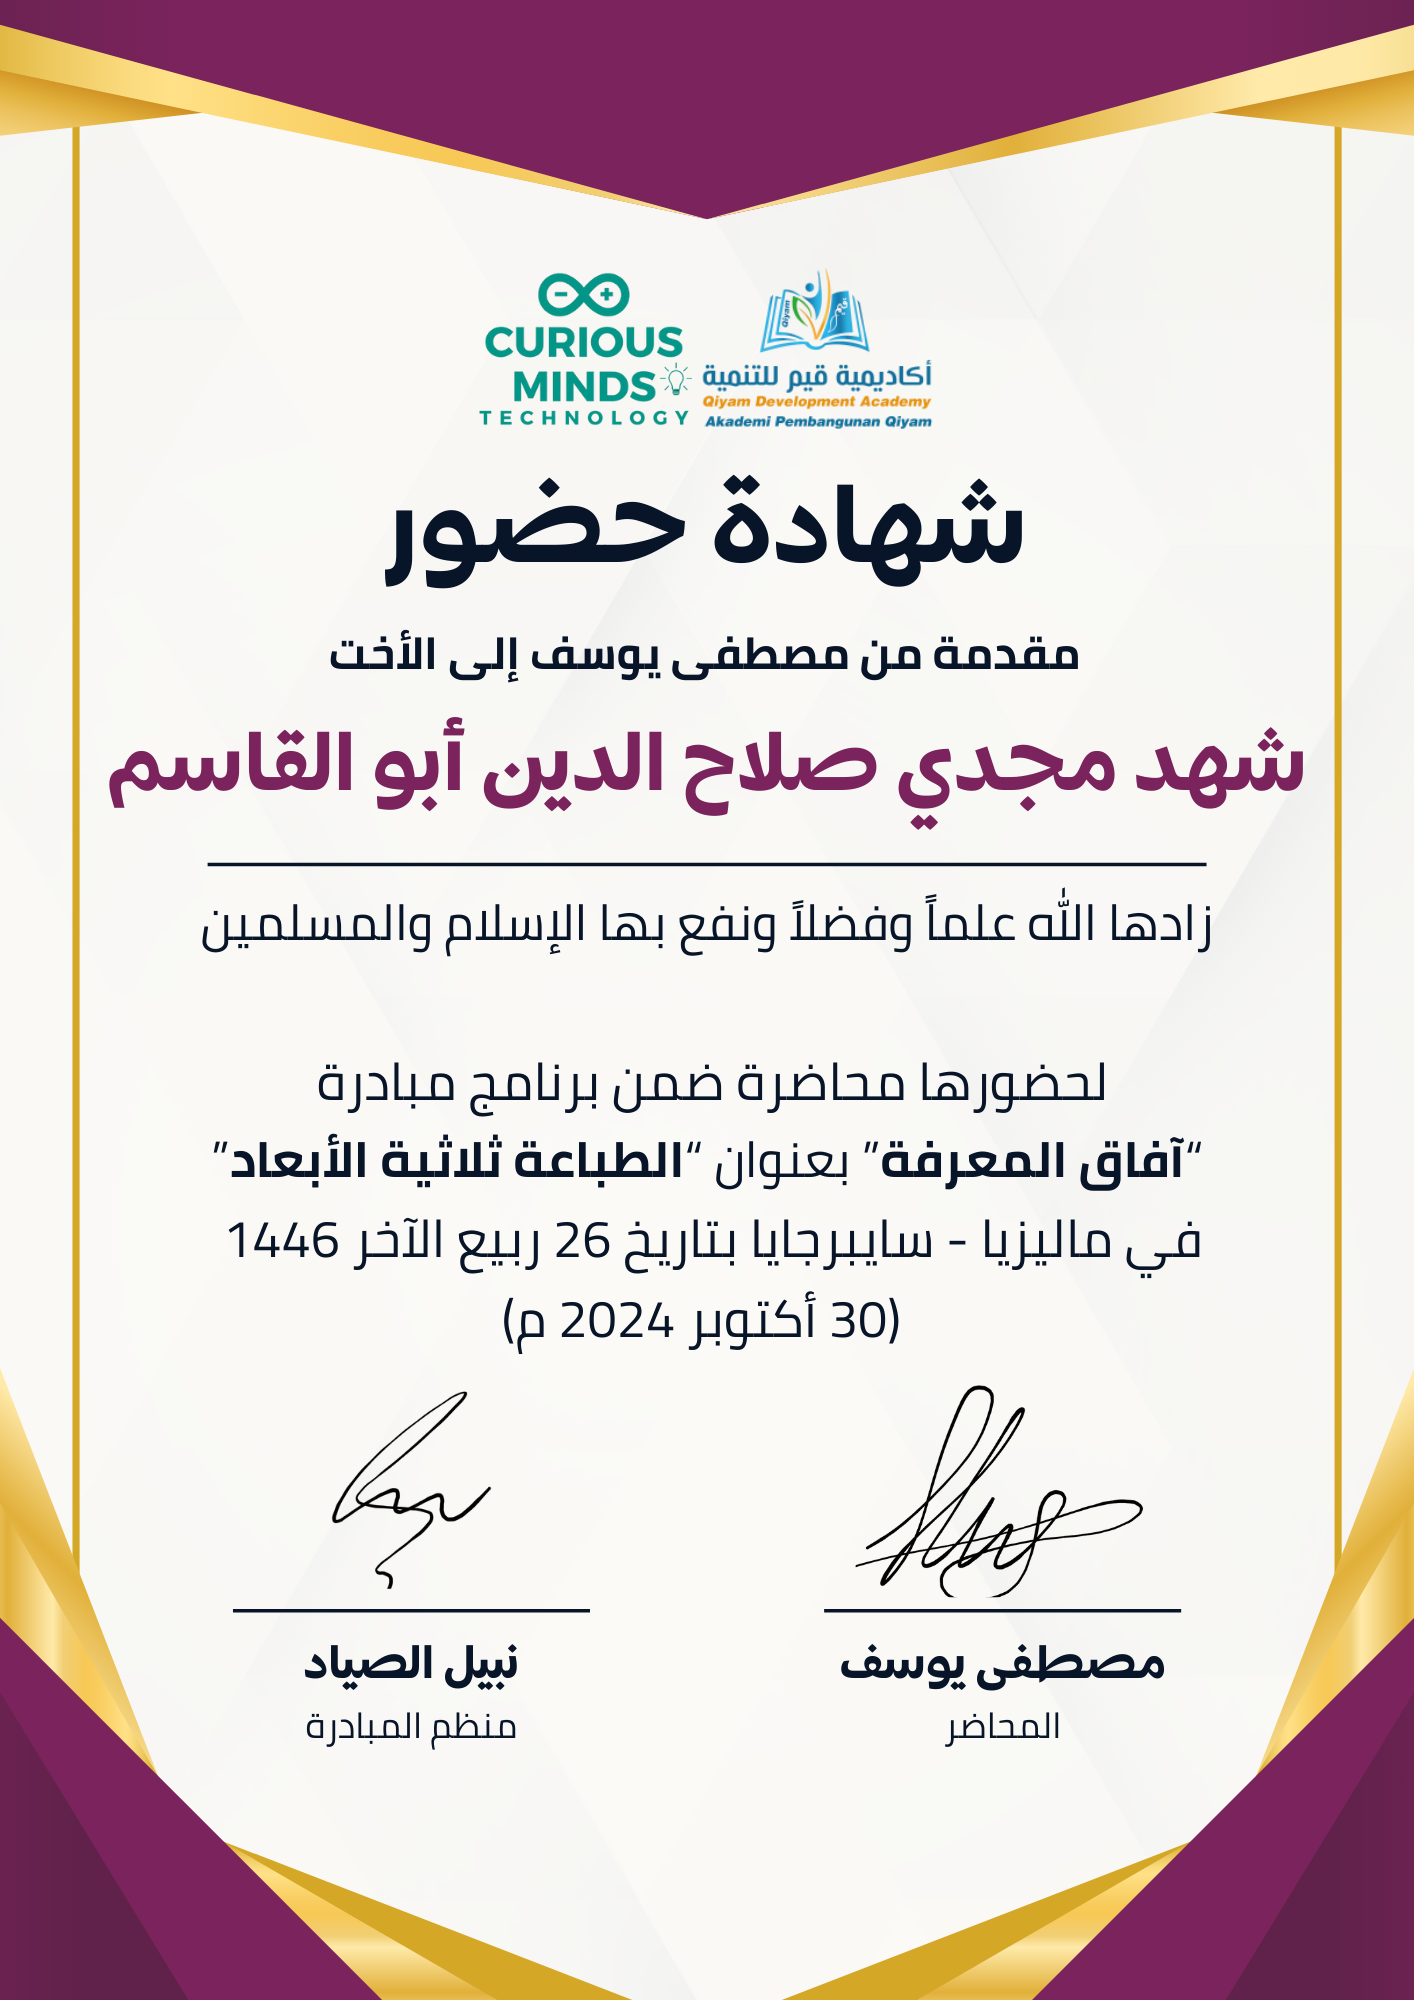 CURIOUS
MINDS
TECHNOLOGY
Qiyam
قيم
أكاديمية قيم للتنمية
Qiyam Development Academy
Akademi Pembangunan Qiyam
شهادة حضور
مقدمة من مصطفى يوسف إلى الأخت
شهد مجدي صلاح الدين أبو القاسم
زادها الله علماً وفضلاً ونفع بها الإسلام والمسلمين
لحضورها محاضرة ضمن برنامج مبادرة
“آفاق المعرفة” بعنوان “الطباعة ثلاثية الأبعاد”
في ماليزيا - سايبرجايا بتاريخ 26 ربيع الآخر 1446
(30 أكتوبر 2024 م)
مصطفى يوسف
المحاضر
نبيل الصياد
منظم المبادرة